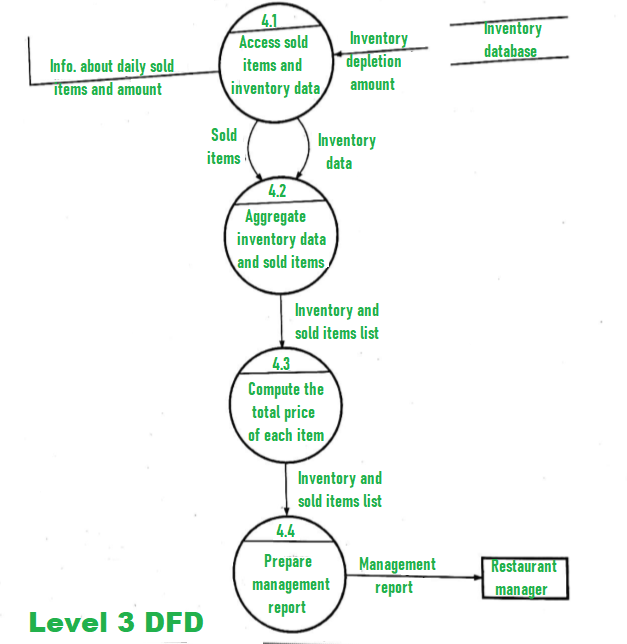 4.1
Access sold
items and
inventory data
Info. about daily sold
items and amount
Inventory
depletion
amount
Inventory
database
Sold
items
Inventory
data
4.2
Aggregate
inventory data
and sold items
Inventory and
sold items list
4.3
Compute the
total price
of each item
Inventory and
sold items list
4.4
Prepare
management
report
Management
report
Restaurant
manager
Level 3 DFD